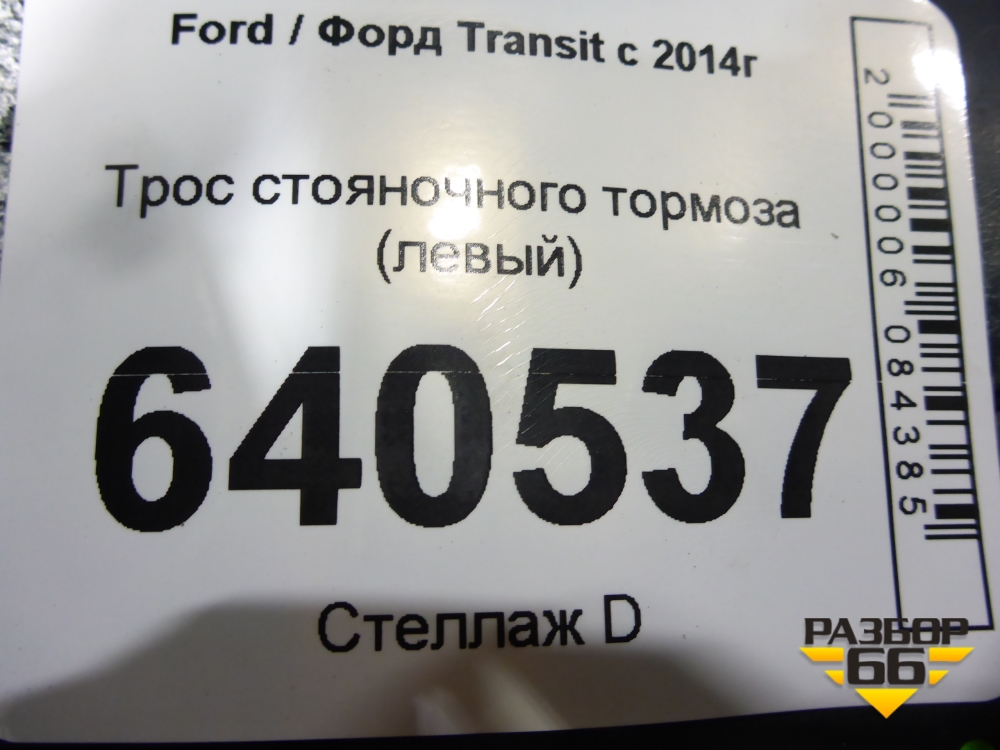 Ford / Форд Transit с 2014г
Трос стояночного тормоза
(левый)
640537
Стеллаж D
2000006084385
РАЗБОР
66